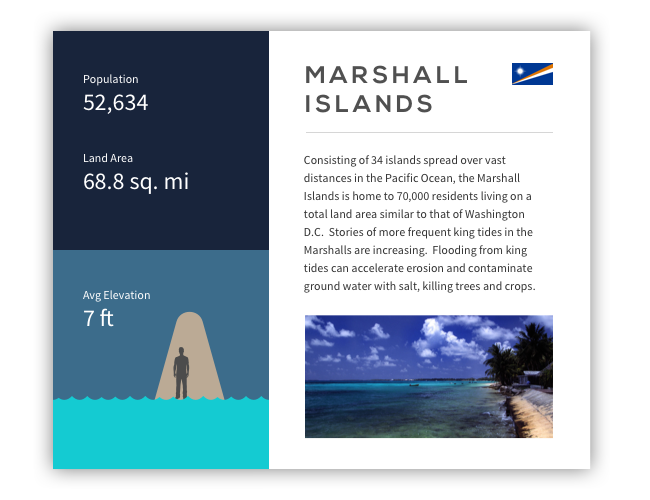 Population
52,634
Land Area
68.8 sq. mi
Avg Elevation
7 ft
MARSHALL
ISLANDS
Consisting of 34 islands spread over vast
distances in the Pacific Ocean, the Marshall
Islands is home to 70,000 residents living on a
total land area similar to that of Washington
D.C.  Stories of more frequent king tides in the
Marshalls are increasing.  Flooding from king
tides can accelerate erosion and contaminate
ground water with salt, killing trees and crops.